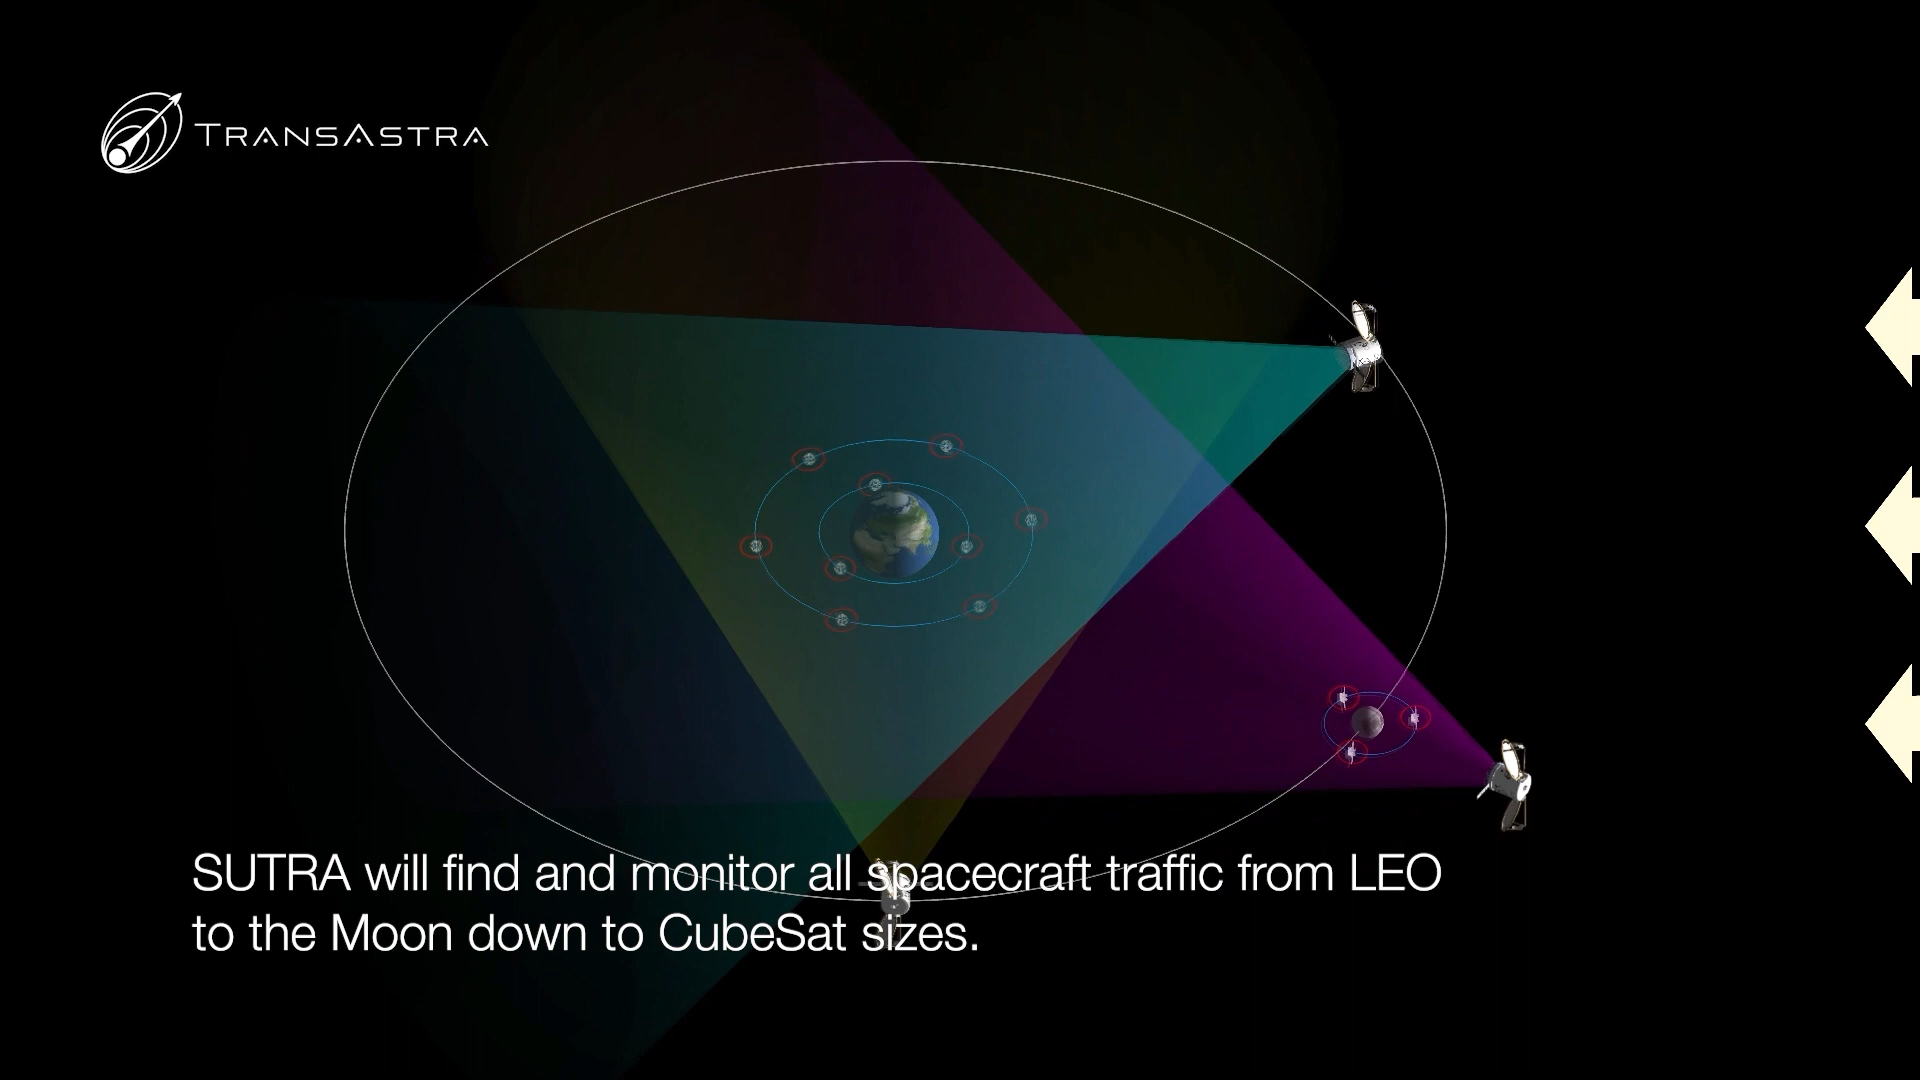 TRANSASTRA
SUTRA will find and monitor all spacecraft traffic from LEO
to the Moon down to CubeSat sizes.